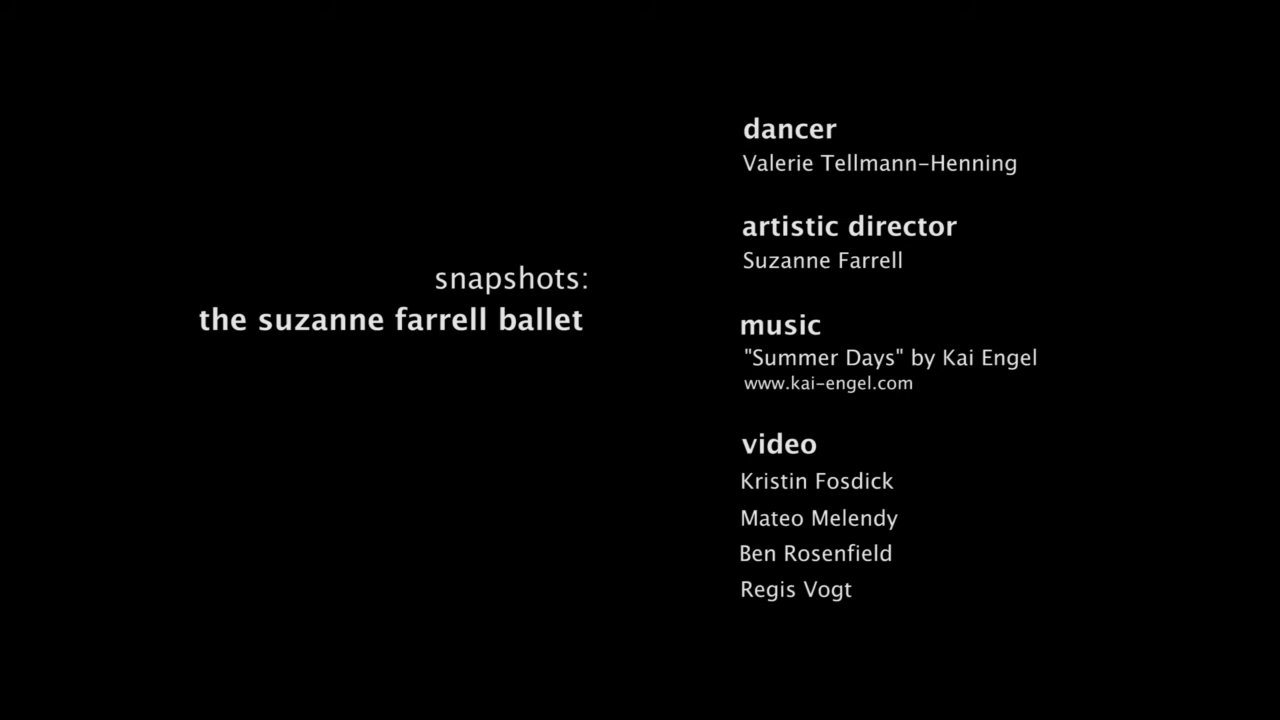 snapshots:
the suzanne farrell ballet
dancer
Valerie Tellmann-Henning
artistic director
Suzanne Farrell
music
"Summer Days" by Kai Engel
www.kai-engel.com
video
Kristin Fosdick
Mateo Melendy
Ben Rosenfield
Regis Vogt